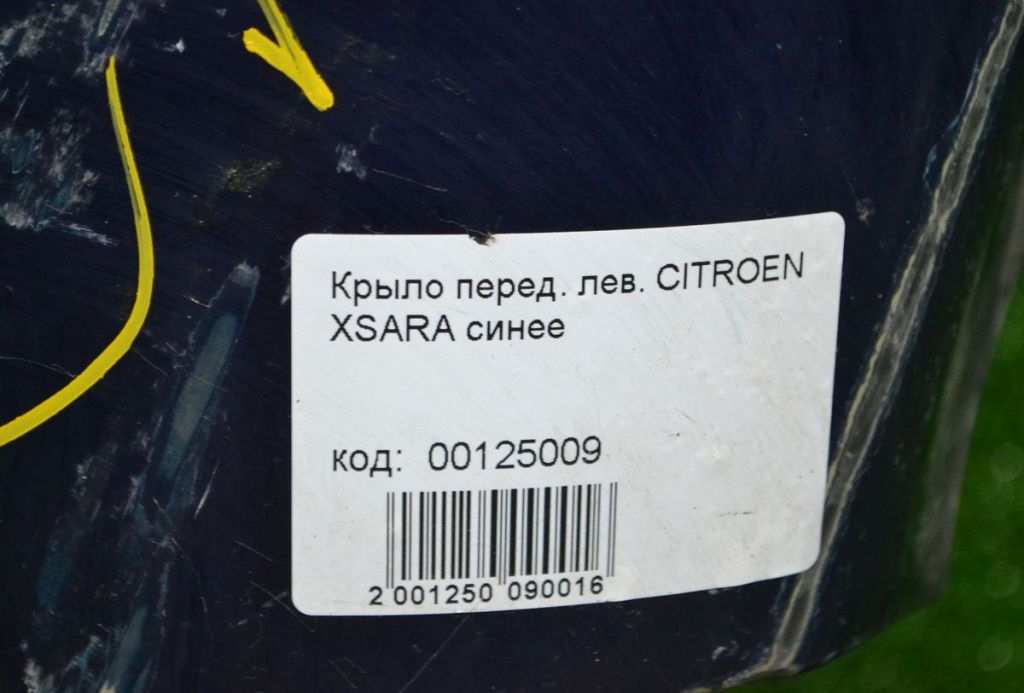 Крыло перед. лев. CITROEN
XSARA синее
код: 00125009
2 001250 090016